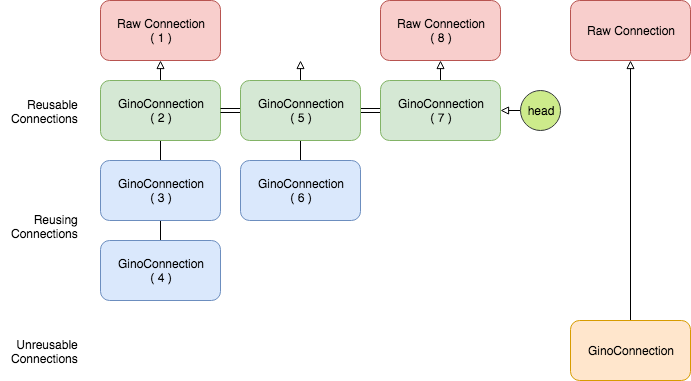 Raw Connection
( 1 )
Raw Connection
( 8 )
Raw Connection
Reusable
Connections
GinoConnection
( 2 )
GinoConnection
( 5 )
GinoConnection
( 7 )
head
Reusing
Connections
GinoConnection
( 3 )
GinoConnection
( 6 )
GinoConnection
( 4 )
Unreusable
Connections
GinoConnection